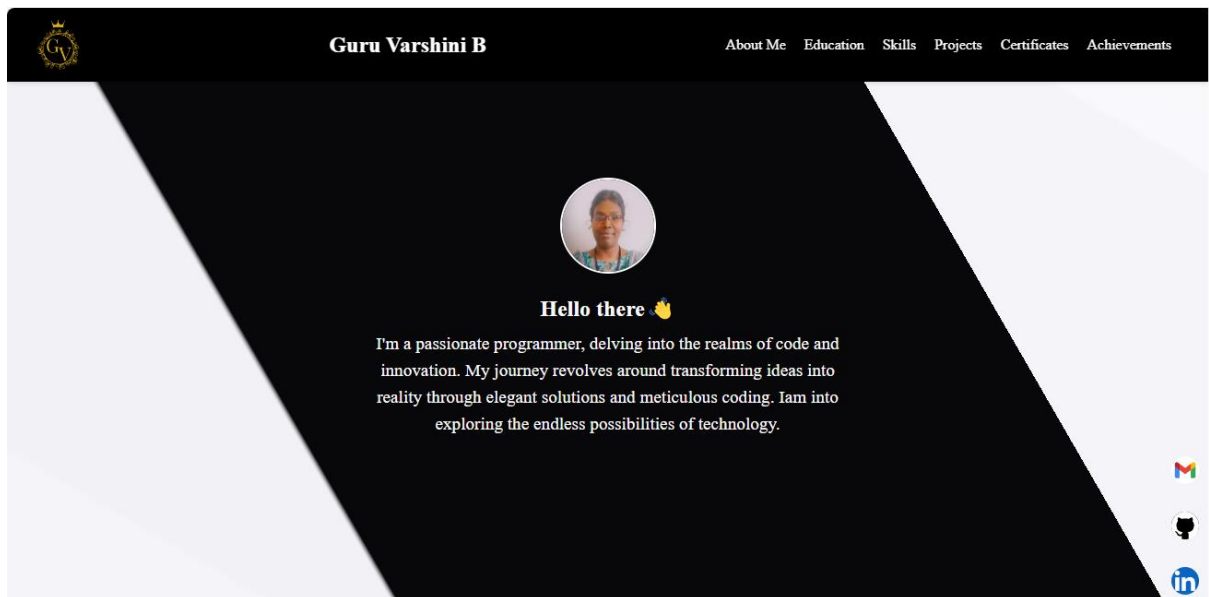 GV
Guru Varshini B
About Me Education Skills Projects Certificates Achievements
Hello there 👋
I'm a passionate programmer, delving into the realms of code and
innovation. My journey revolves around transforming ideas into
reality through elegant solutions and meticulous coding. Iam into
exploring the endless possibilities of technology.
in